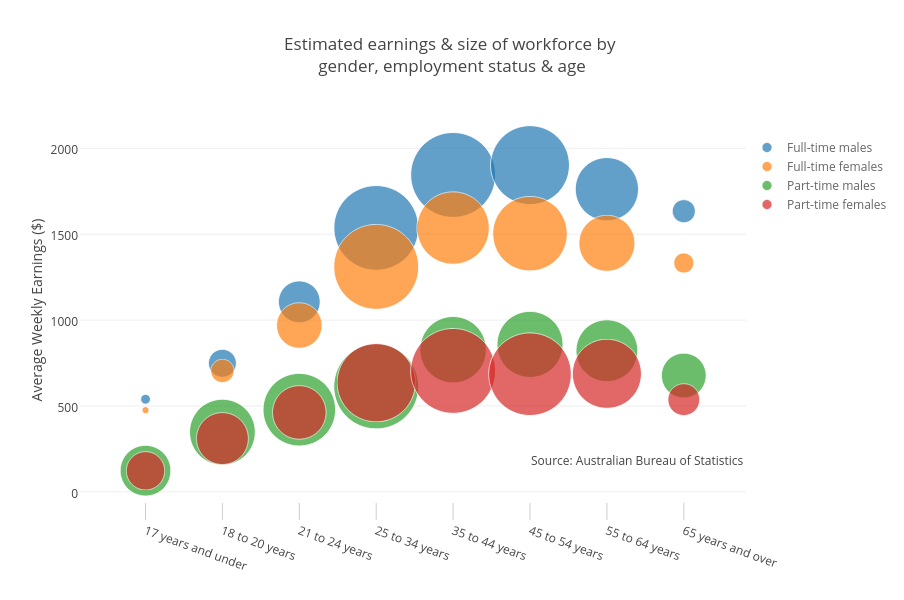 Estimated earnings & size of workforce by
gender, employment status & age
Average Weekly Earnings ($)
2000
1500
1000
500
0
Full-time males
Full-time females
Part-time males
Part-time females
Source: Australian Bureau of Statistics
17 years and under
18 to 20 years
21 to 24 years
25 to 34 years
35 to 44 years
45 to 54 years
55 to 64 years
65 years and over